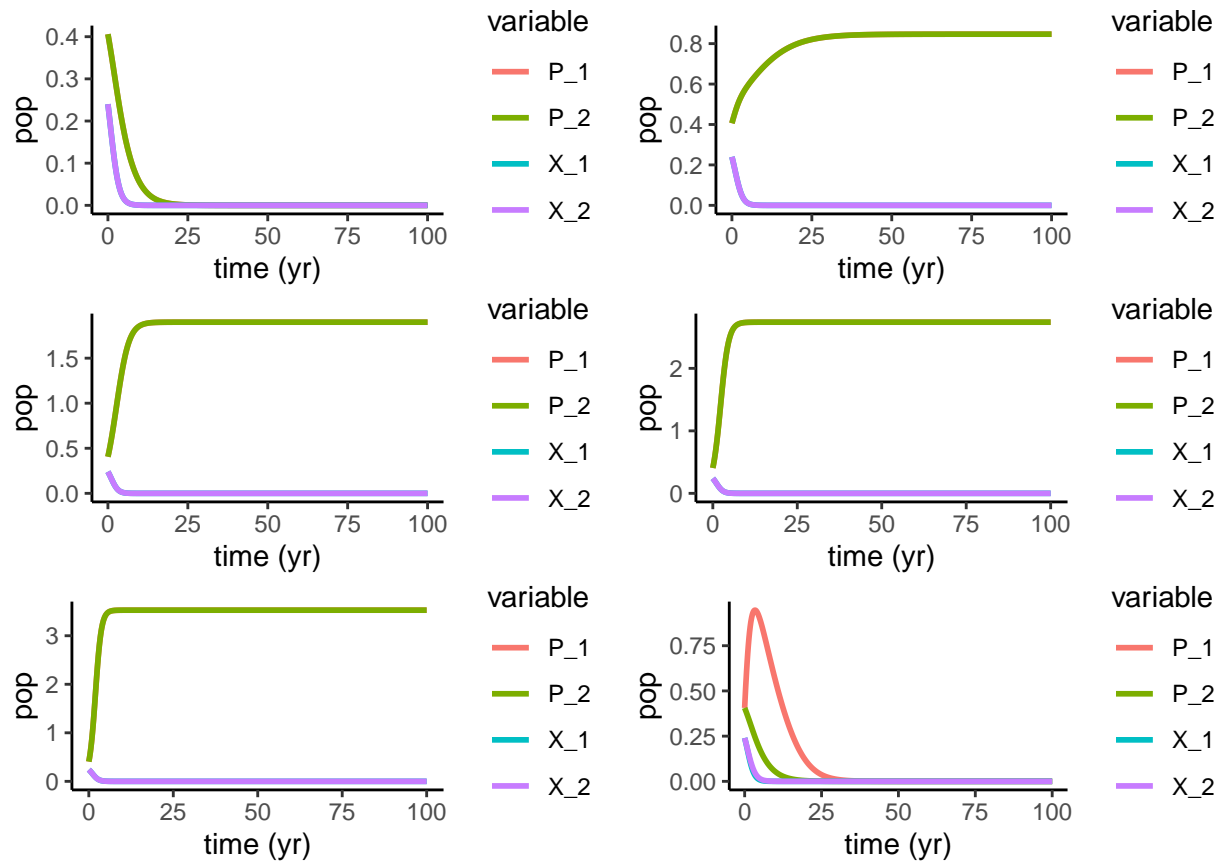 variable
0.4
0.3
0.2
0.1
0.0
pop
P_1
P_2
X_1
X_2
0 25 50 75 100
time (yr)
variable
0.8
0.6
0.4
0.2
0.0
pop
P_1
P_2
X_1
X_2
0 25 50 75 100
time (yr)
variable
1.5
1.0
0.5
0.0
pop
P_1
P_2
X_1
X_2
0 25 50 75 100
time (yr)
variable
2
1
0
pop
P_1
P_2
X_1
X_2
0 25 50 75 100
time (yr)
variable
3
2
1
0
pop
P_1
P_2
X_1
X_2
0 25 50 75 100
time (yr)
variable
0.75
0.50
0.25
0.00
pop
P_1
P_2
X_1
X_2
0 25 50 75 100
time (yr)